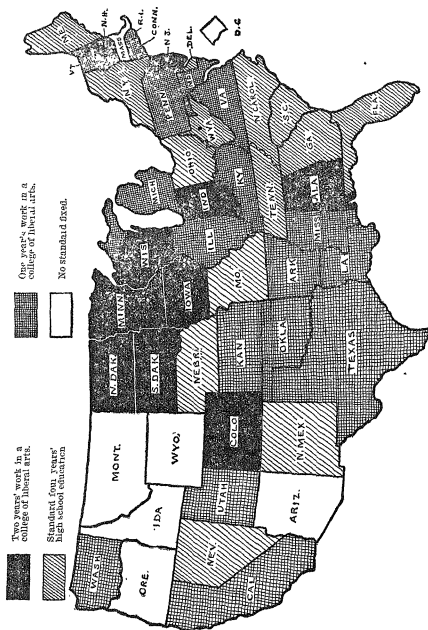 Two years' work in a
college of liberal arts.
Standard four years'
high school education
One year's work in a
college of liberal arts.
No standard fixed.
WASH
ORE.
CAL
NEV.
IDA
MONT.
WYO.
UTAH
ARIZ.
COLO
N.MEX.
N.DAK
S.DAK
NEBR.
KAN
OKLA
TEXAS
MINN
IOWA
MO.
ARK
LA
WIS
ILL
MISS
MICH
IND
KY
TENN.
ALA
OHIO
W.VA
VA
S.C.
GA.
FLA.
PENN
N.Y.
VT
N.H.
MASS
R.I.
CONN.
N.J.
DEL.
D.C